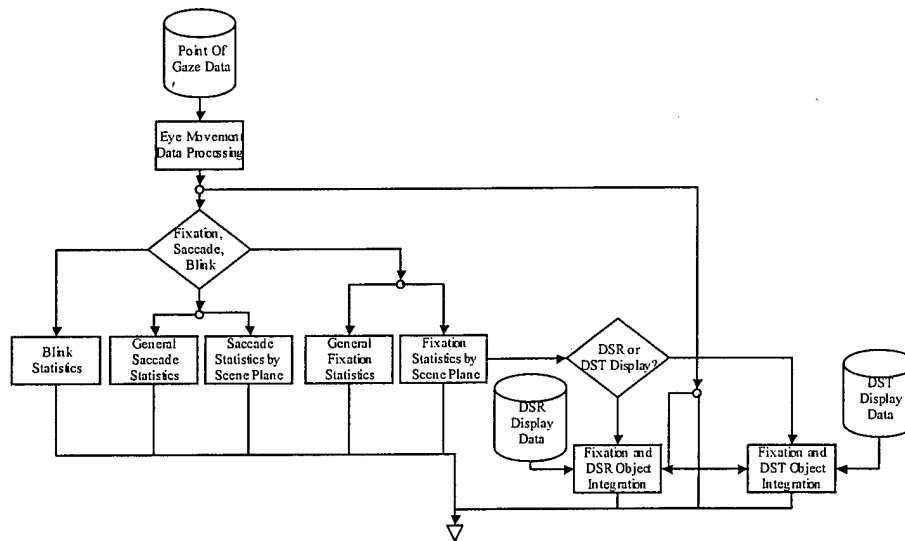 Point Of
Gaze Data
Eye Movement
Data Processing
Fixation,
Saccade,
Blink
Blink
Statistics
General
Saccade
Statistics
Saccade
Statistics by
Scene Plane
General
Fixation
Statistics
Fixation
Statistics by
Scene Plane
DSR or
DST Display?
DSR
Display
Data
DST
Display
Data
Fixation and
DSR Object
Integration
Fixation and
DST Object
Integration